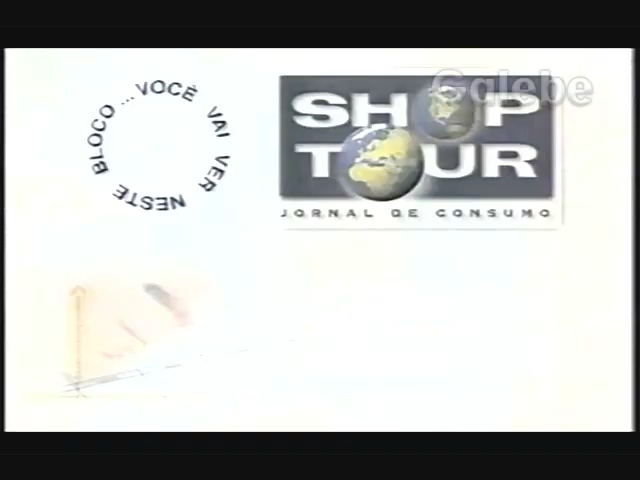 Galebe
...VOCÊ VAI VER NESTE BLOCO
SHOP
TOUR
JORNAL DE CONSUMO